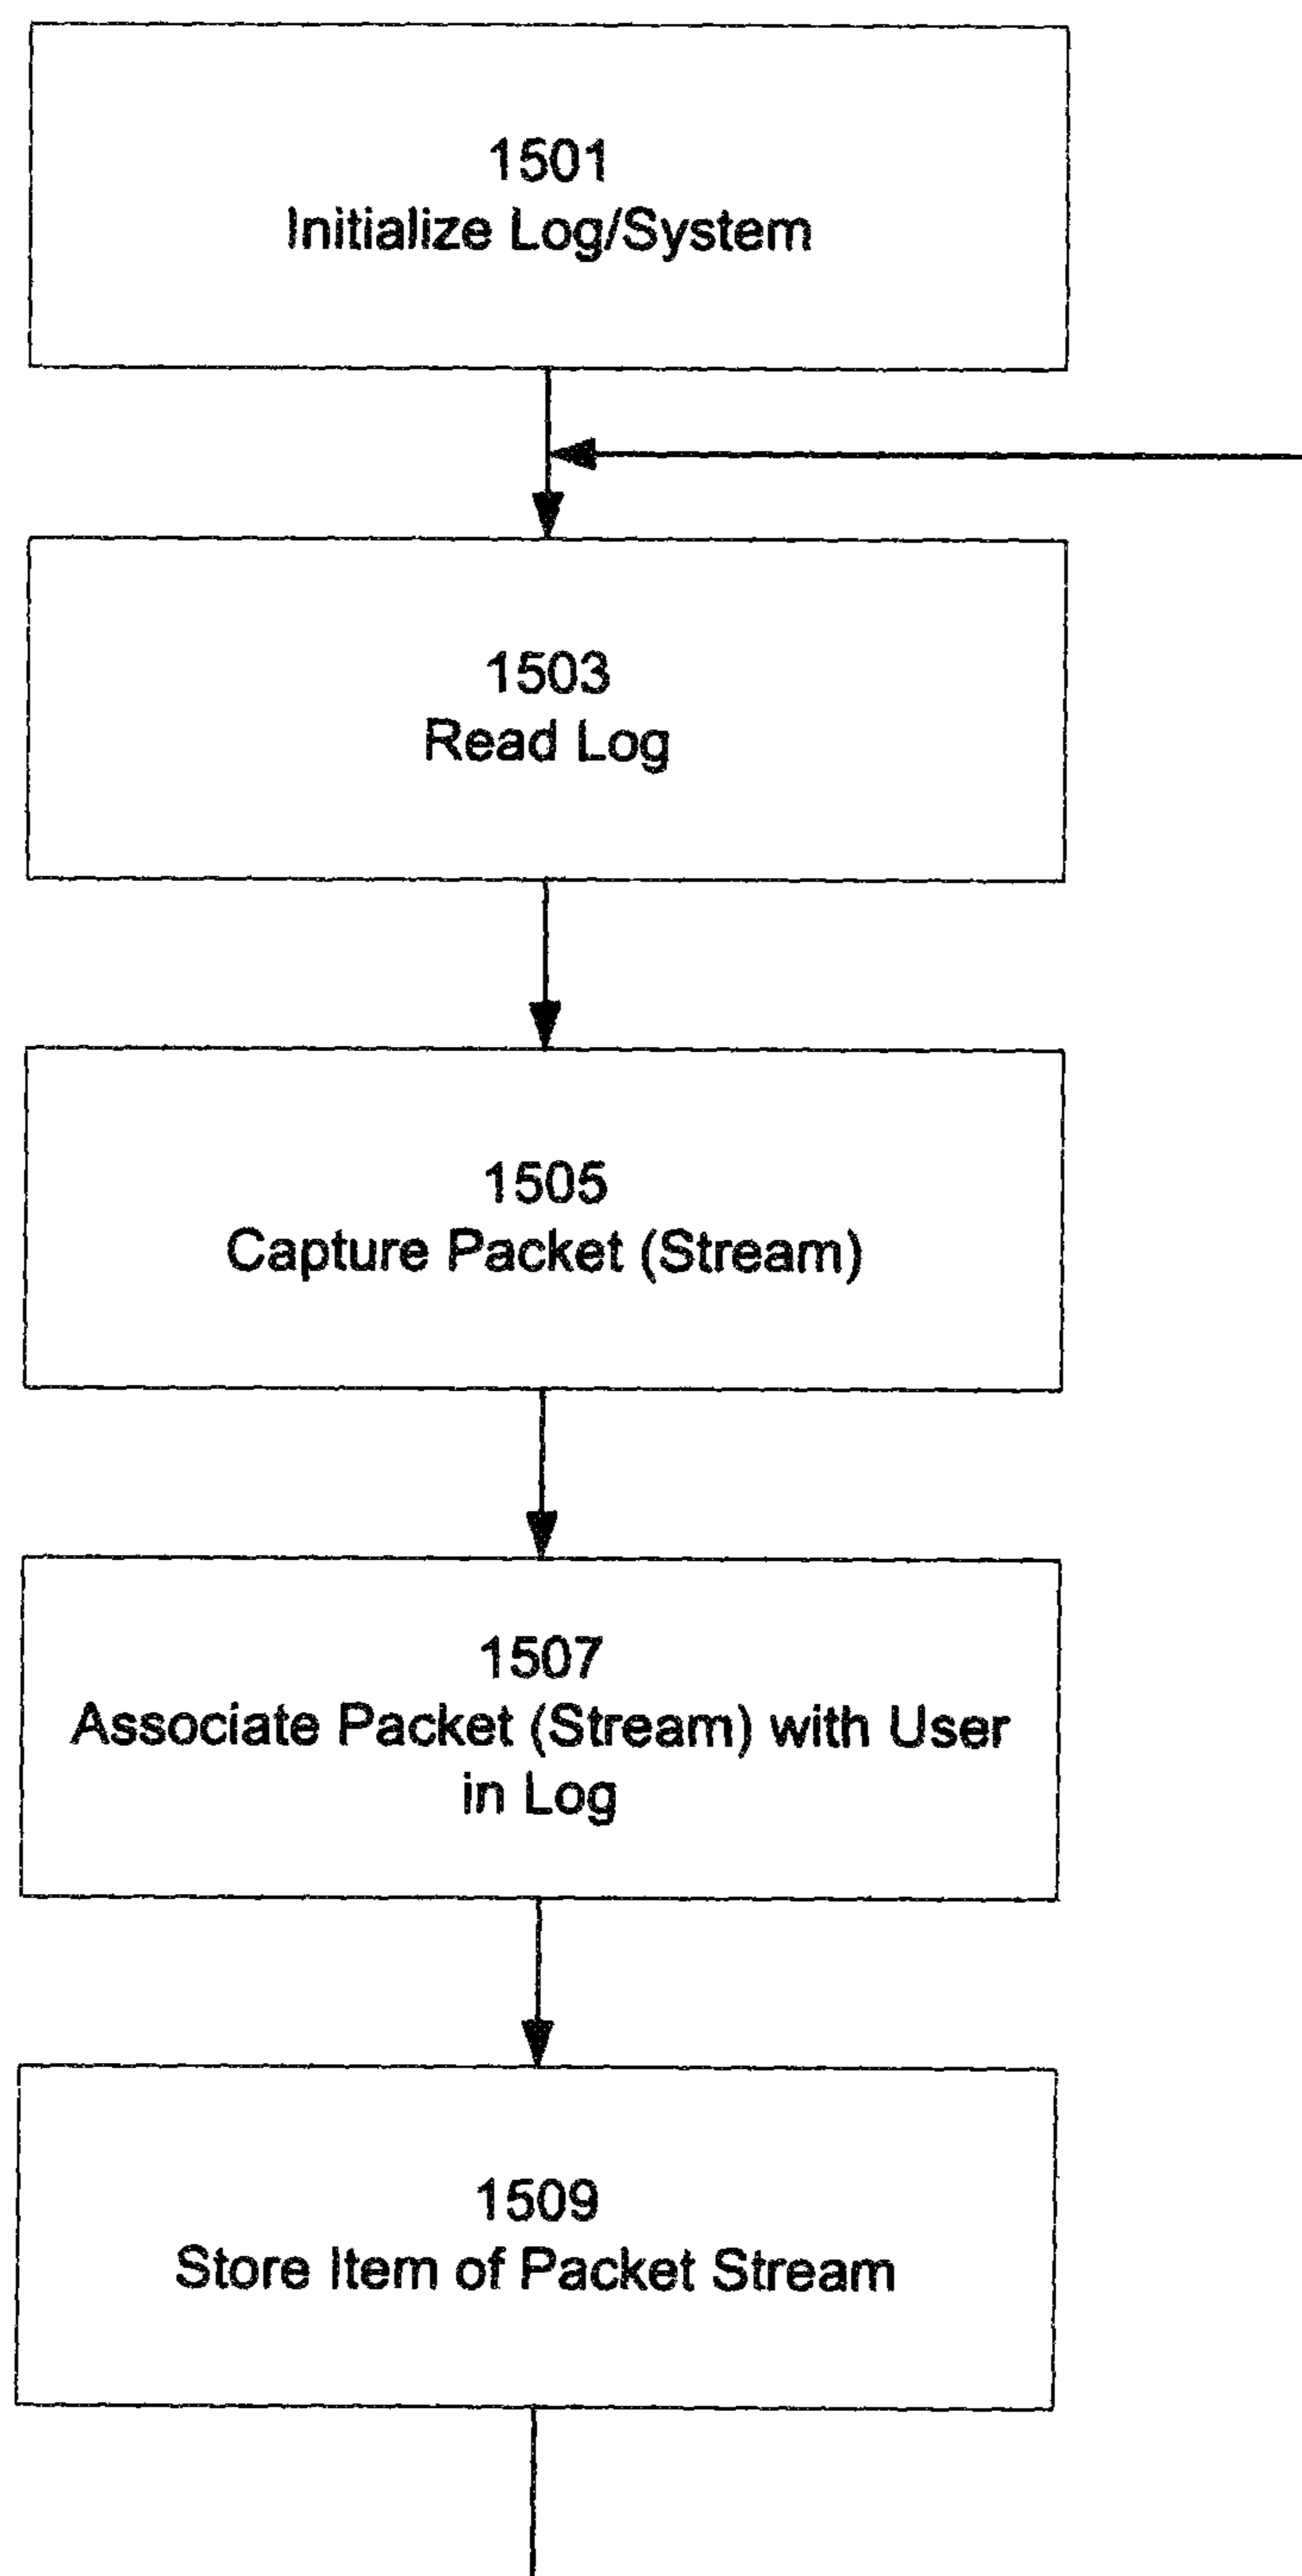 1501
Initialize Log/System
1503
Read Log
1505
Capture Packet (Stream)
1507
Associate Packet (Stream) with User
in Log
1509
Store Item of Packet Stream